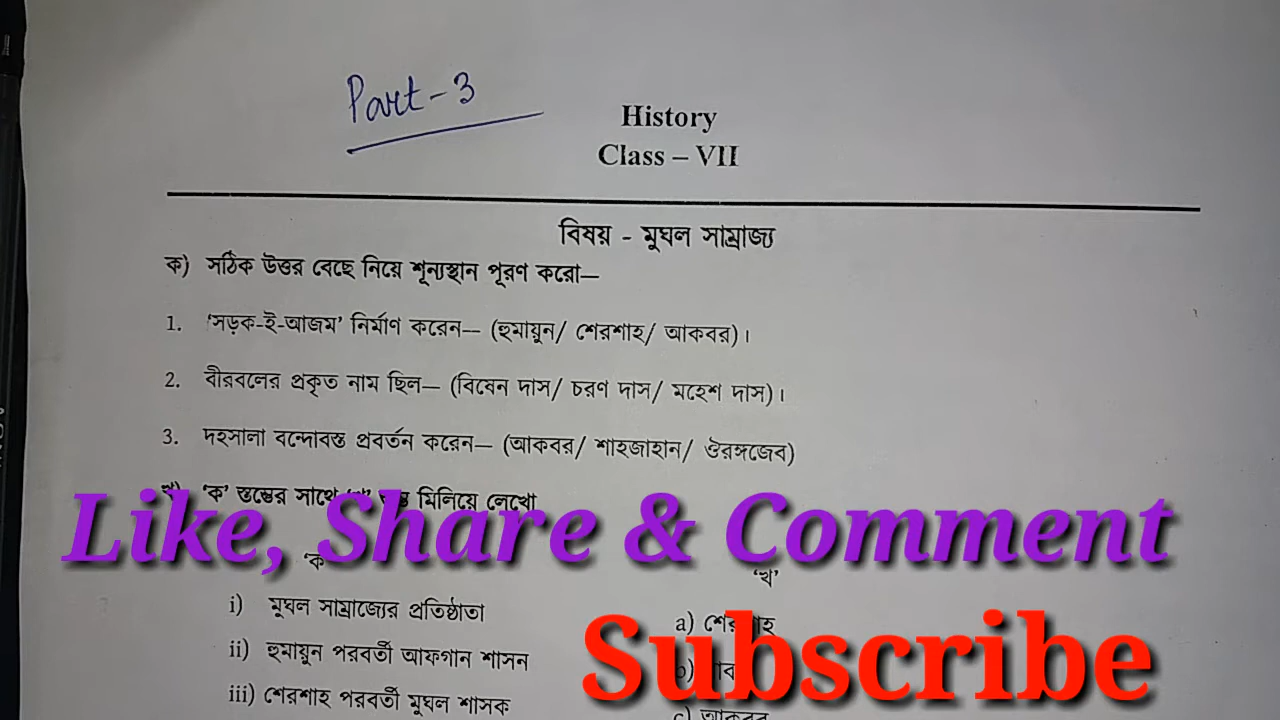 Part-3
History
Class – VII
বিষয় - মুঘল সাম্রাজ্য
ক) সঠিক উত্তর বেছে নিয়ে শূন্যস্থান পূরণ করো—
1. ‘সড়ক-ই-আজম’ নির্মাণ করেন— (হুমায়ুন/ শেরশাহ/ আকবর)।
2. বীরবলের প্রকৃত নাম ছিল— (বিষেন দাস/ চরণ দাস/ মহেশ দাস)।
3. দহসালা বন্দোবস্ত প্রবর্তন করেন— (আকবর/ শাহজাহান/ ঔরঙ্গজেব)
‘ক’ স্তম্ভের সাথে মিলিয়ে লেখো
Like, Share & Comment
‘ক ‘খ’
i) মুঘল সাম্রাজ্যের প্রতিষ্ঠাতা a) শেরশাহ
ii) হুমায়ুন পরবর্তী আফগান শাসন b)
Subscribe
iii) শেরশাহ পরবর্তী মুঘল শাসক c) আকবর